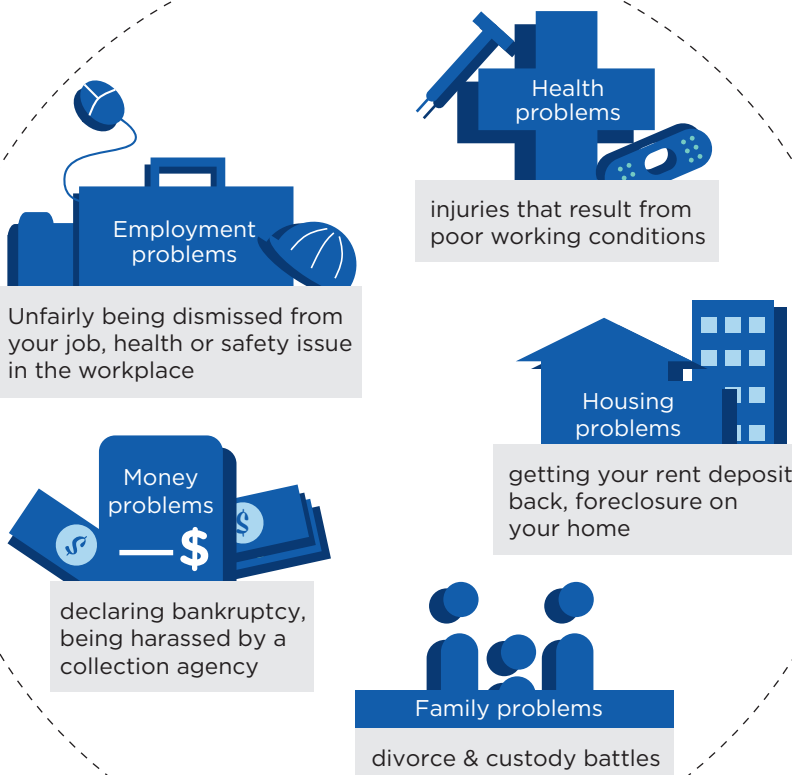 Health
problems
injuries that result from
poor working conditions
Employment
problems
Unfairly being dismissed from
your job, health or safety issue
in the workplace
Housing
problems
getting your rent deposit
back, foreclosure on
your home
Money
problems
— $
$
$
declaring bankruptcy,
being harassed by a
collection agency
Family problems
divorce & custody battles